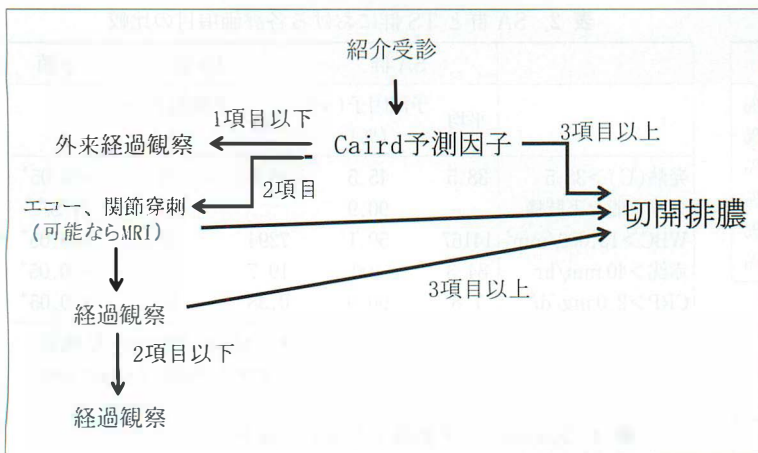 紹介受診
1項目以下
3項目以上
外来経過観察
Caird予測因子
2項目
エコー、関節穿刺
(可能ならMRI)
切開排膿
3項目以上
経過観察
2項目以下
経過観察